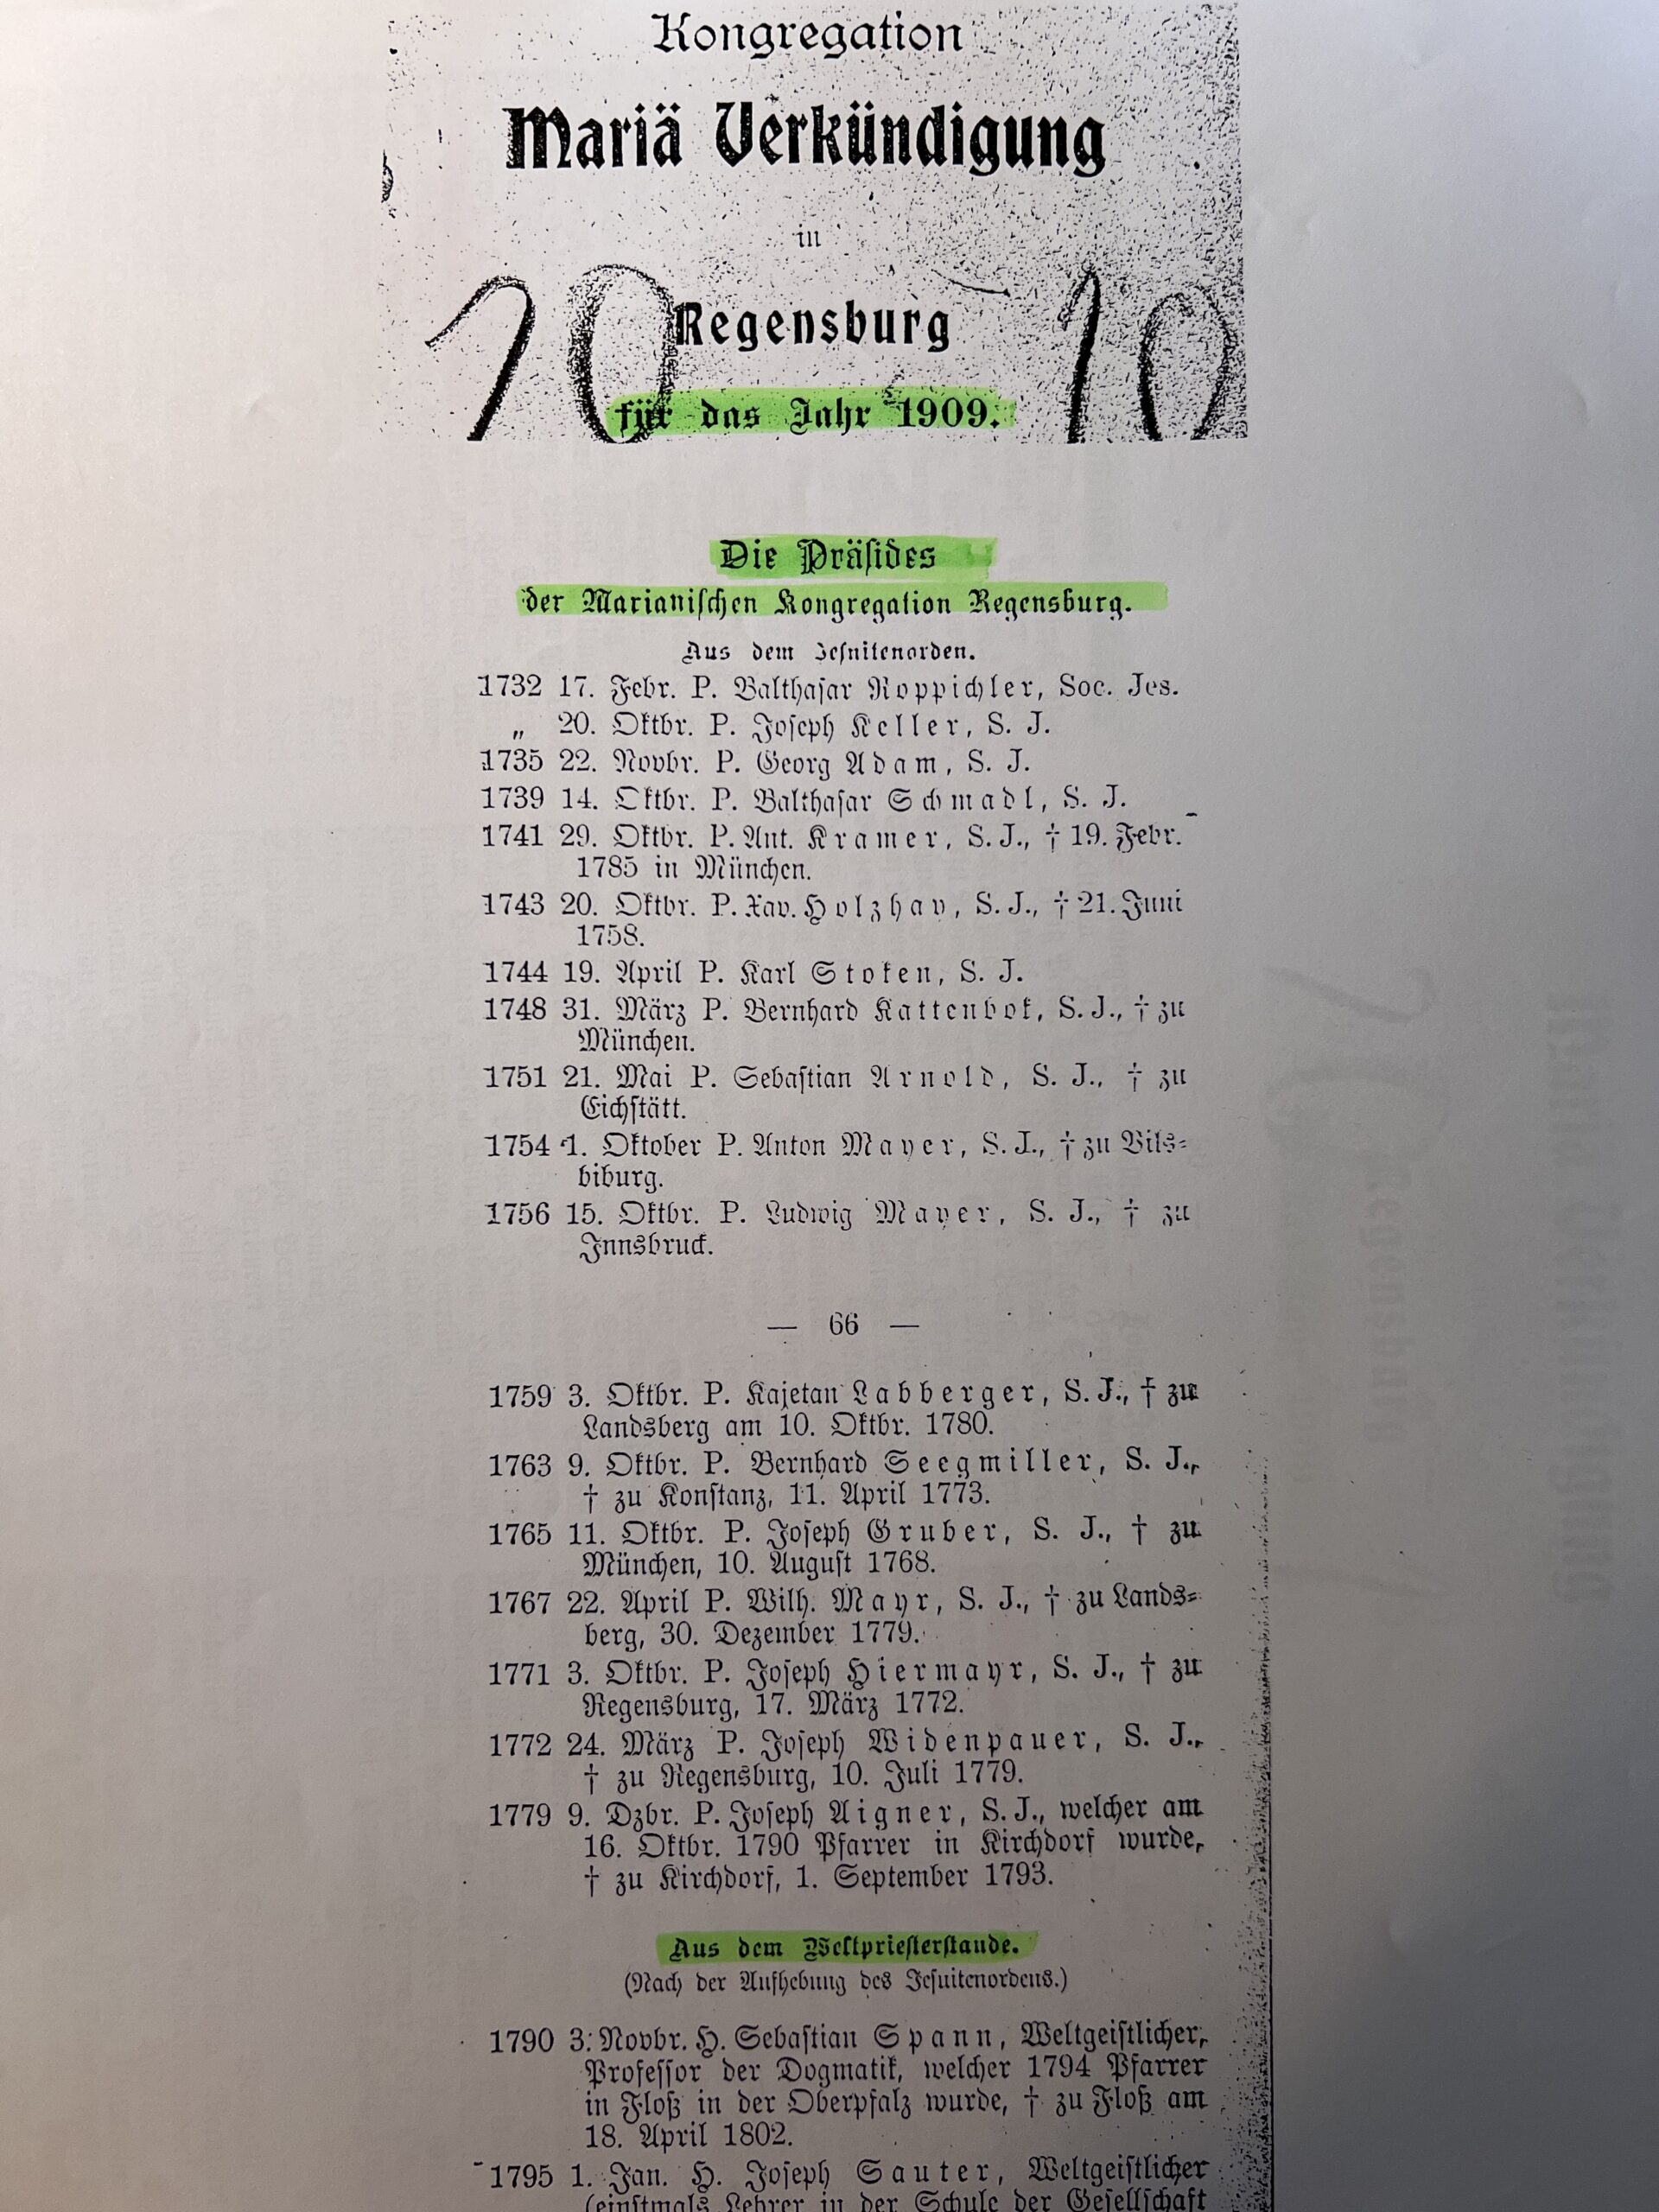 Kongregation
Mariä Verkündigung
in
10 Regensburg 10
für das Jahr 1909.
Die Präsides
der Marianischen Kongregation Regensburg.
Aus dem Jesuitenorden.
1732 17. Febr. P. Balthasar Roppichler, Soc. Jes.
„ 20. Oktbr. P. Joseph Keller, S. J.
1735 22. Novbr. P. Georg Adam, S. J.
1739 14. Oktbr. P. Balthasar Schmadl, S. J.
1741 29. Oktbr. P. Ant. Kramer, S. J., † 19. Febr.
1785 in München.
1743 20. Oktbr. P. Xav. Holzhay, S. J., † 21. Juni
1758.
1744 19. April P. Karl Stoken, S. J.
1748 31. März P. Bernhard Kattenbok, S. J., † zu
München.
1751 21. Mai P. Sebastian Arnold, S. J., † zu
Eichstätt.
1754 1. Oktober P. Anton Mayer, S. J., † zu Vils-
biburg.
1756 15. Oktbr. P. Ludwig Mayer, S. J., † zu
Innsbruck.
— 66 —
1759 3. Oktbr. P. Kajetan Labberger, S. J., † zu
Landsberg am 10. Oktbr. 1780.
1763 9. Oktbr. P. Bernhard Seegmiller, S. J.,
† zu Konstanz, 11. April 1773.
1765 11. Oktbr. P. Joseph Gruber, S. J., † zu
München, 10. August 1768.
1767 22. April P. Wilh. Mayr, S. J., † zu Lands-
berg, 30. Dezember 1779.
1771 3. Oktbr. P. Joseph Hiermayr, S. J., † zu
Regensburg, 17. März 1772.
1772 24. März P. Joseph Widenpauer, S. J.,
† zu Regensburg, 10. Juli 1779.
1779 9. Dzbr. P. Joseph Aigner, S. J., welcher am
16. Oktbr. 1790 Pfarrer in Kirchdorf wurde,
† zu Kirchdorf, 1. September 1793.
Aus dem Weltpriesterstande.
(Nach der Aufhebung des Jesuitenordens.)
1790 3. Novbr. H. Sebastian Spann, Weltgeistlicher,
Professor der Dogmatik, welcher 1794 Pfarrer
in Floß in der Oberpfalz wurde, † zu Floß am
18. April 1802.
1795 1. Jan. H. Joseph Sauter, Weltgeistlicher
(einstmals Lehrer in der Schule der Gesellschaft